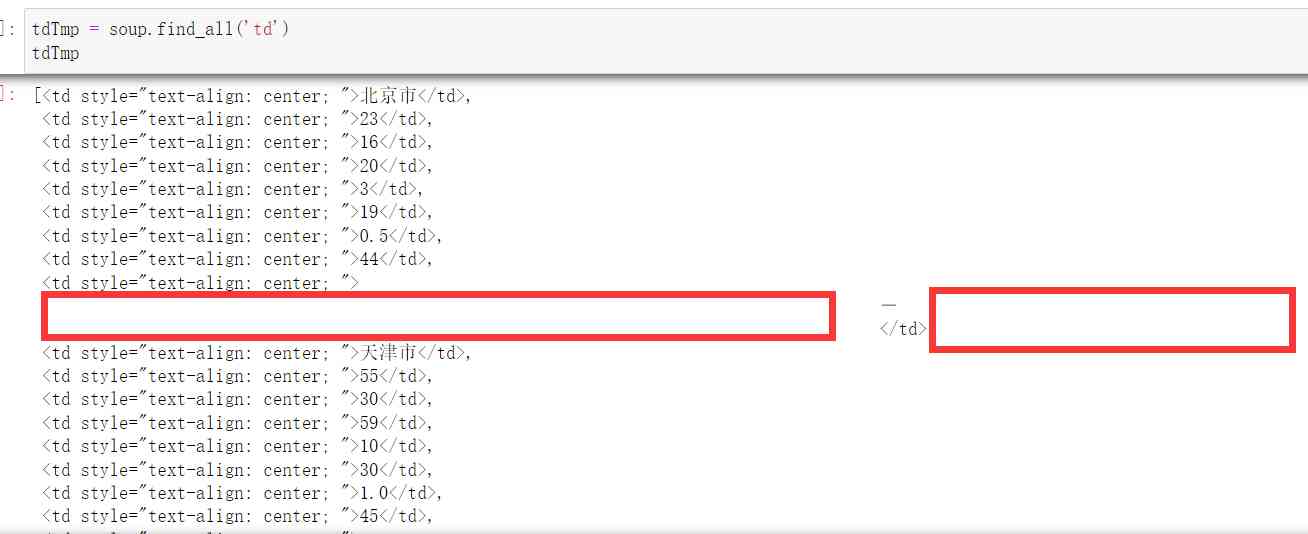 ]: tdTmp = soup.find_all('td')
tdTmp
]: [<td style="text-align: center; ">北京市</td>,
<td style="text-align: center; ">23</td>,
<td style="text-align: center; ">16</td>,
<td style="text-align: center; ">20</td>,
<td style="text-align: center; ">3</td>,
<td style="text-align: center; ">19</td>,
<td style="text-align: center; ">0.5</td>,
<td style="text-align: center; ">44</td>,
<td style="text-align: center; ">
—
</td>
<td style="text-align: center; ">天津市</td>,
<td style="text-align: center; ">55</td>,
<td style="text-align: center; ">30</td>,
<td style="text-align: center; ">59</td>,
<td style="text-align: center; ">10</td>,
<td style="text-align: center; ">30</td>,
<td style="text-align: center; ">1.0</td>,
<td style="text-align: center; ">45</td>,